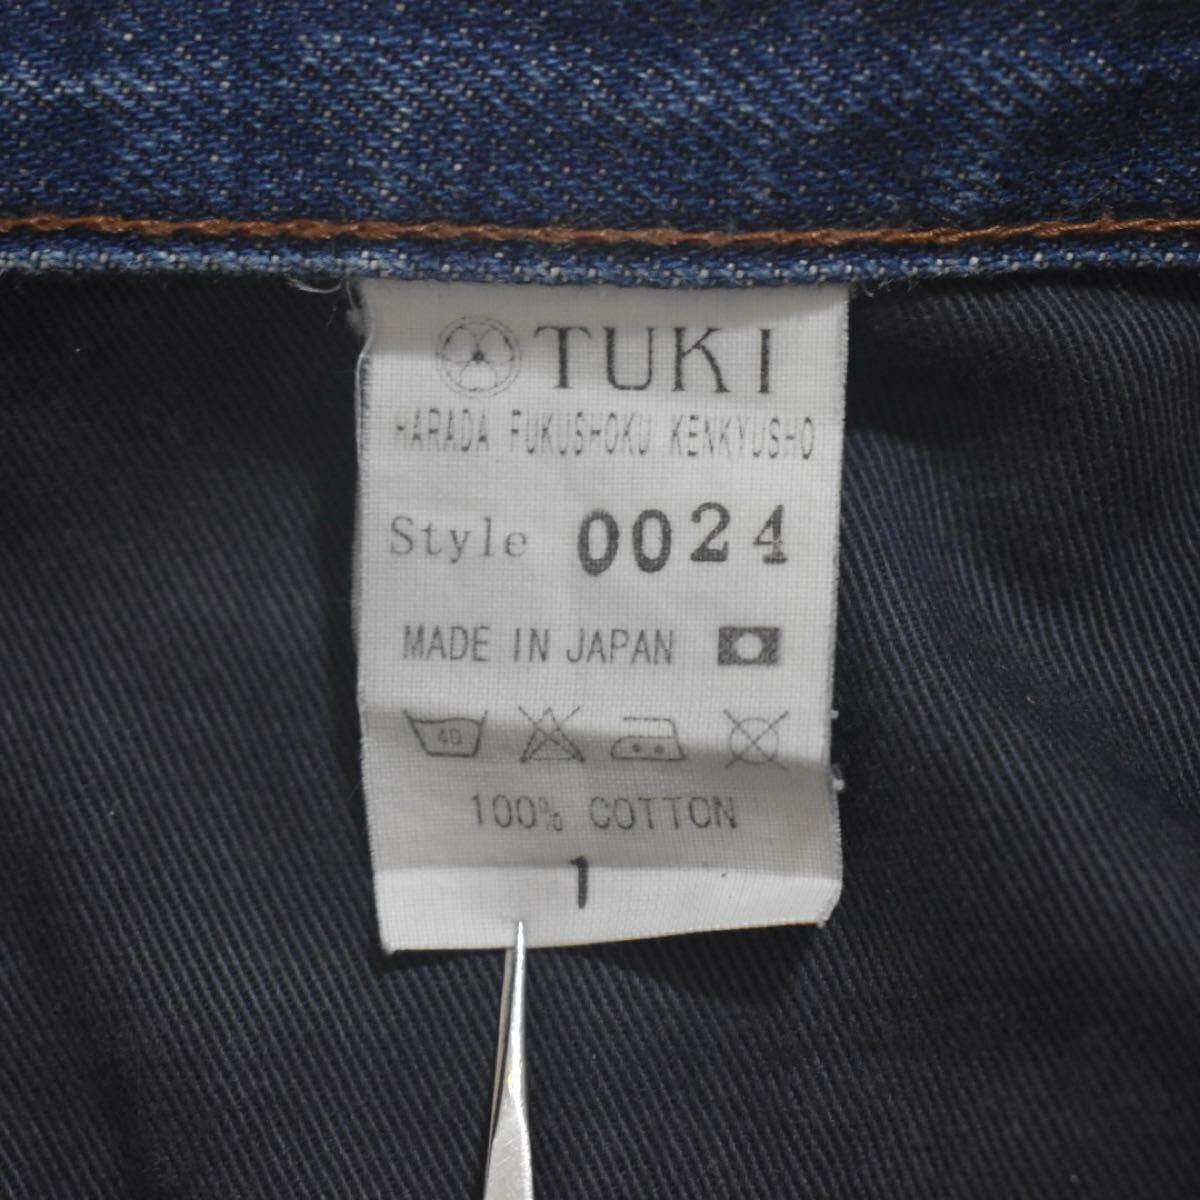 TUKI
HARADA FUKUSHOKU KENKYUSHO
Style 0024
MADE IN JAPAN
40
100% COTTON
1